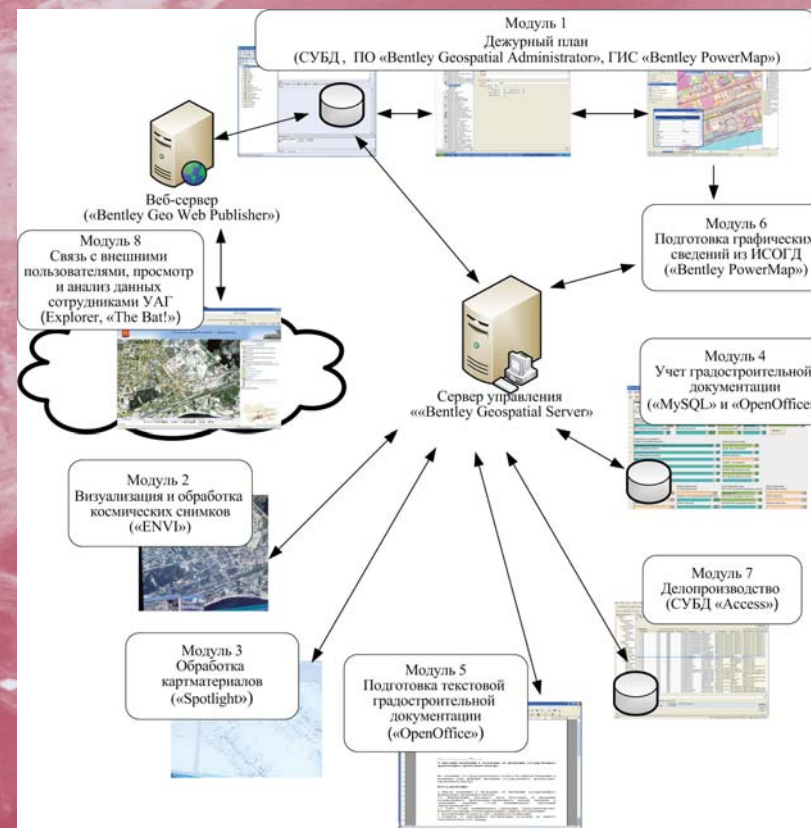 Модуль 1
Дежурный план
(СУБД, ПО «Bentley Geospatial Administrator», ГИС «Bentley PowerMap»)
Веб-сервер
(«Bentley Geo Web Publisher»)
Модуль 8
Связь с внешними
пользователями, просмотр
и анализ данных
сотрудниками УАГ
(Explorer, «The Bat!»)
Модуль 6
Подготовка графических
сведений из ИСОГД
(«Bentley PowerMap»)
Сервер управления
««Bentley Geospatial Server»
Модуль 4
Учет градостроительной
документации
(«MySQL» и «OpenOffice»
Модуль 2
Визуализация и обработка
космических снимков
(«ENVI»)
Модуль 7
Делопроизводство
(СУБД «Access»)
Модуль 3
Обработка
картматериалов
(«Spotlight»)
Модуль 5
Подготовка текстовой
градостроительной
документации
(«OpenOffice»)